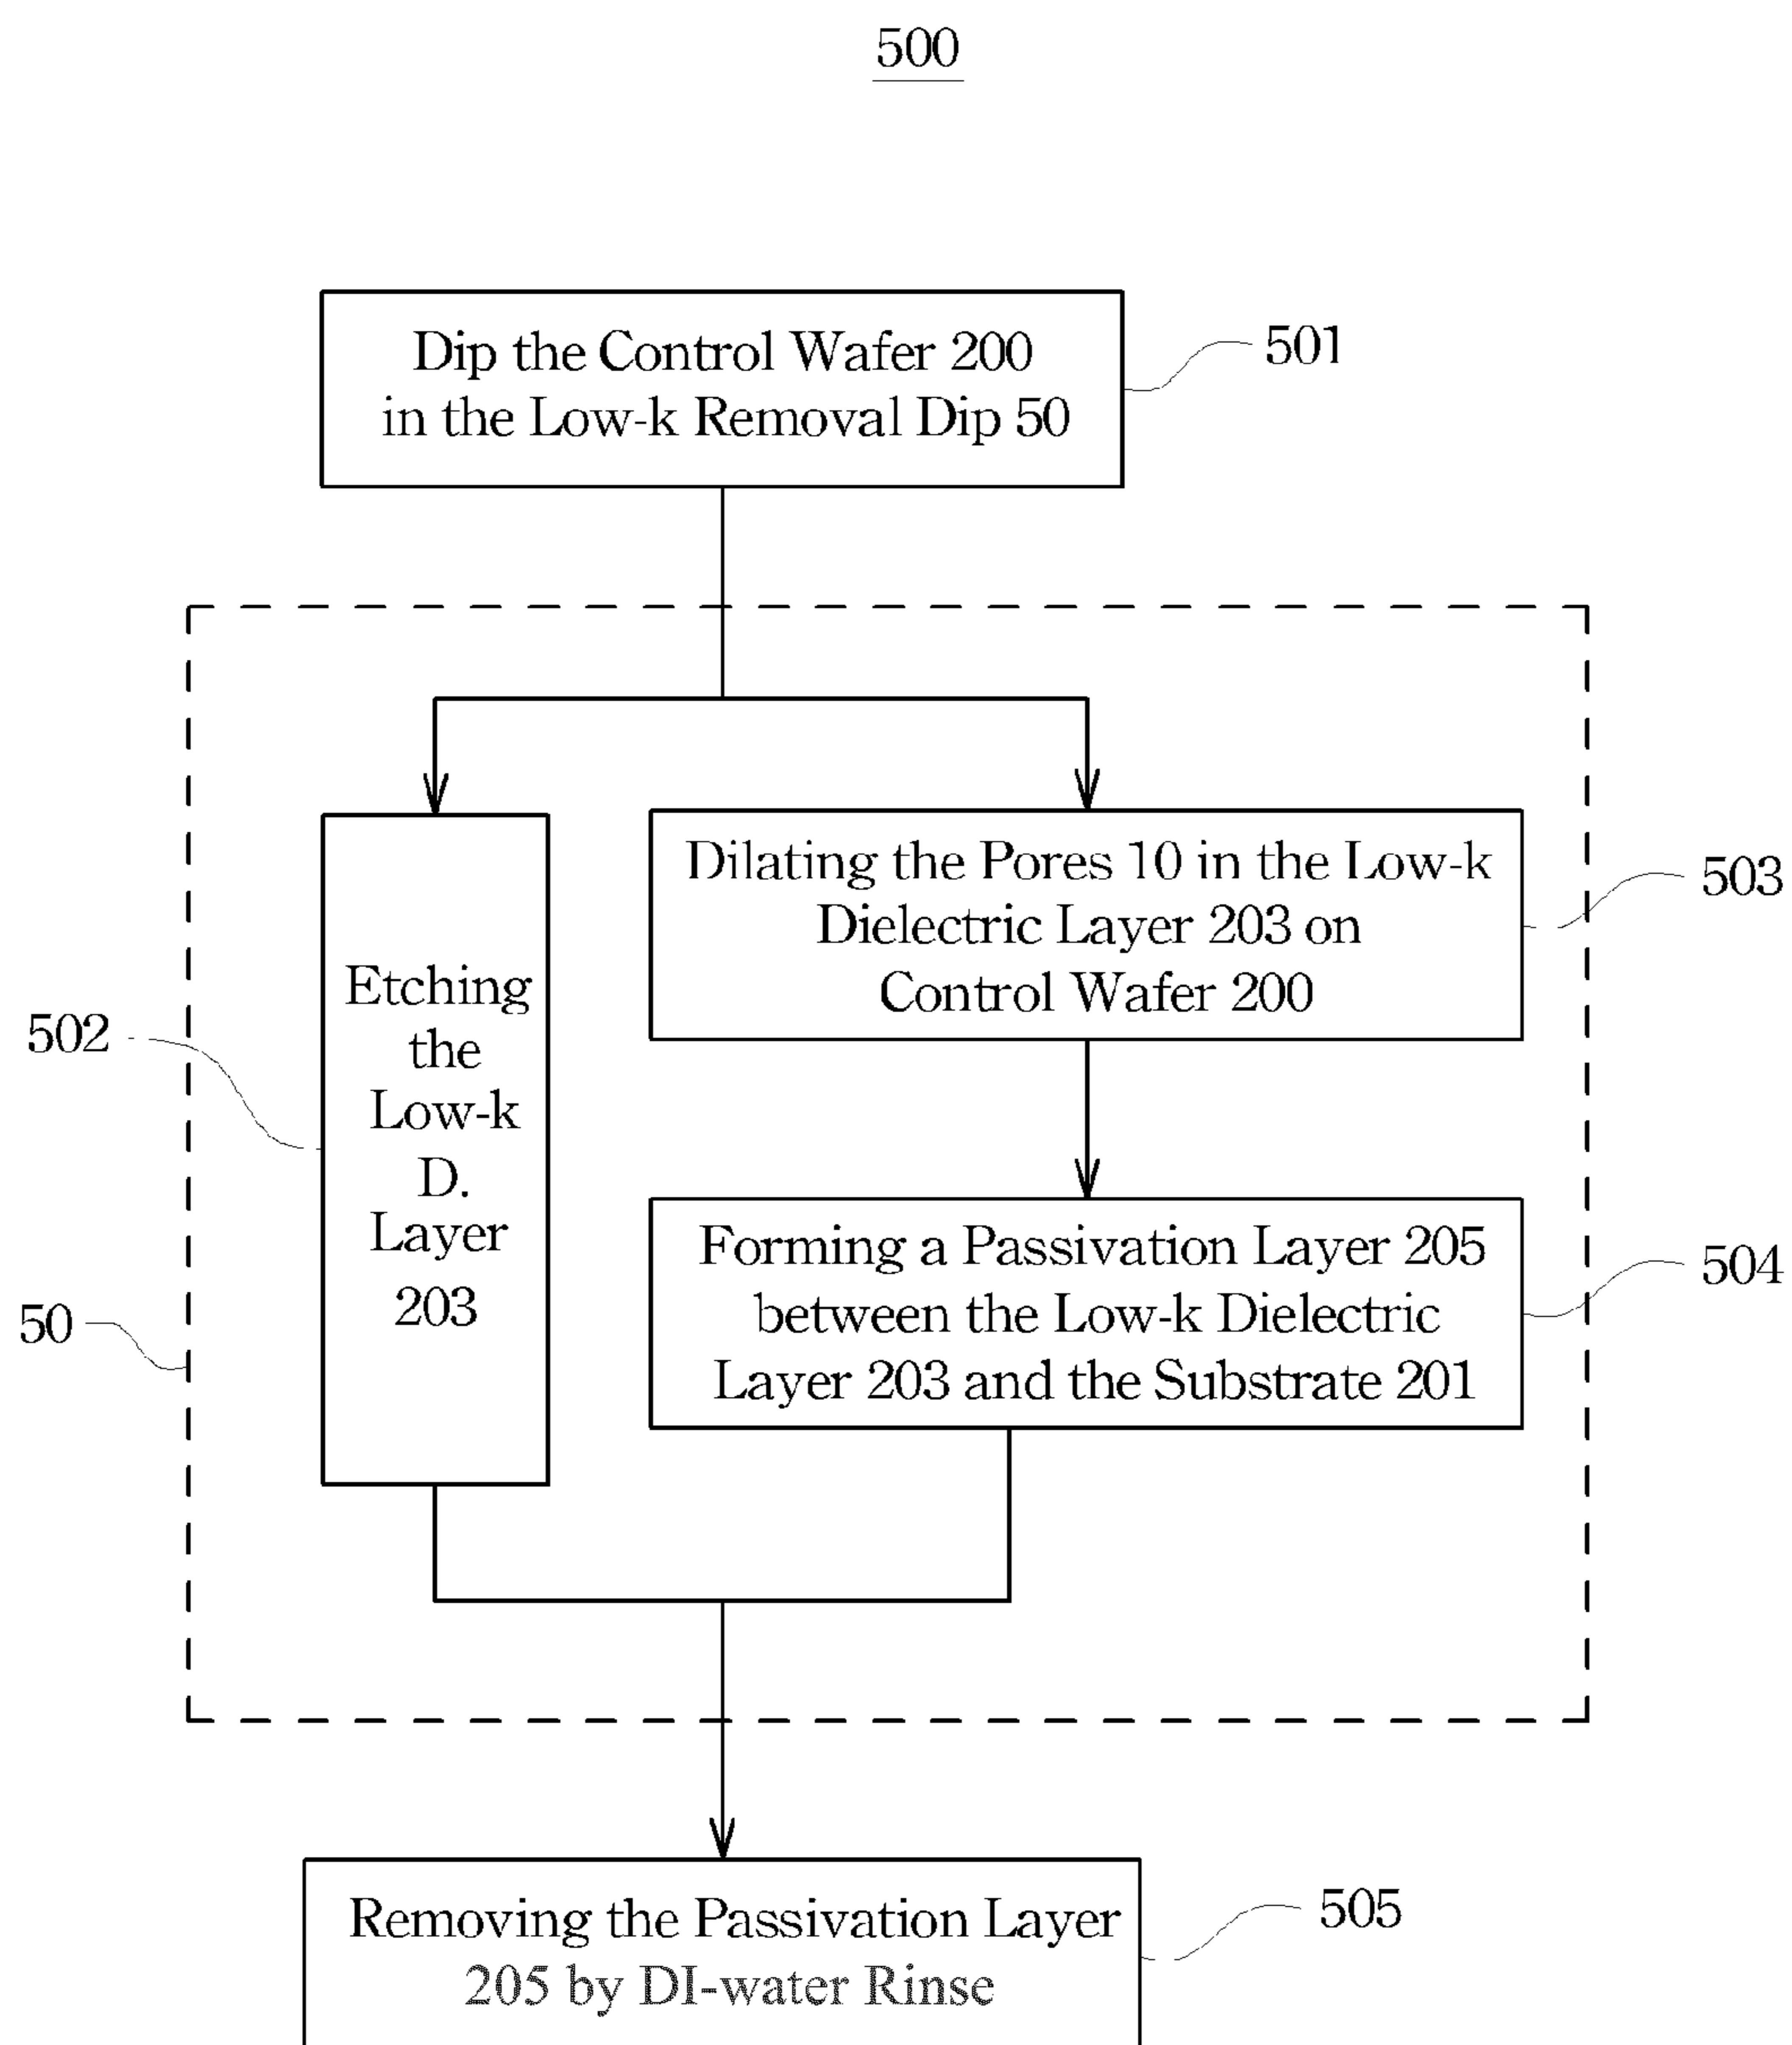 500
Dip the Control Wafer 200
in the Low-k Removal Dip 50
501
Etching
the
Low-k
D.
Layer
203
502
Dilating the Pores 10 in the Low-k
Dielectric Layer 203 on
Control Wafer 200
503
Forming a Passivation Layer 205
between the Low-k Dielectric
Layer 203 and the Substrate 201
504
50
Removing the Passivation Layer
205 by DI-water Rinse
505